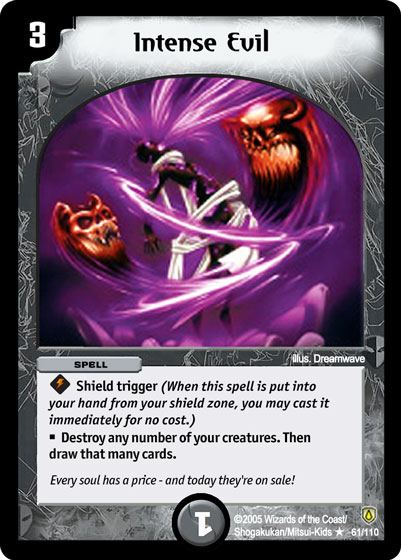 3
Intense Evil
illus. Dreamwave
SPELL
Shield trigger (When this spell is put into
your hand from your shield zone, you may cast it
immediately for no cost.)
▪ Destroy any number of your creatures. Then
draw that many cards.
Every soul has a price - and today they're on sale!
1
©2005 Wizards of the Coast/
Shogakukan/Mitsui-Kids ★ -61/110